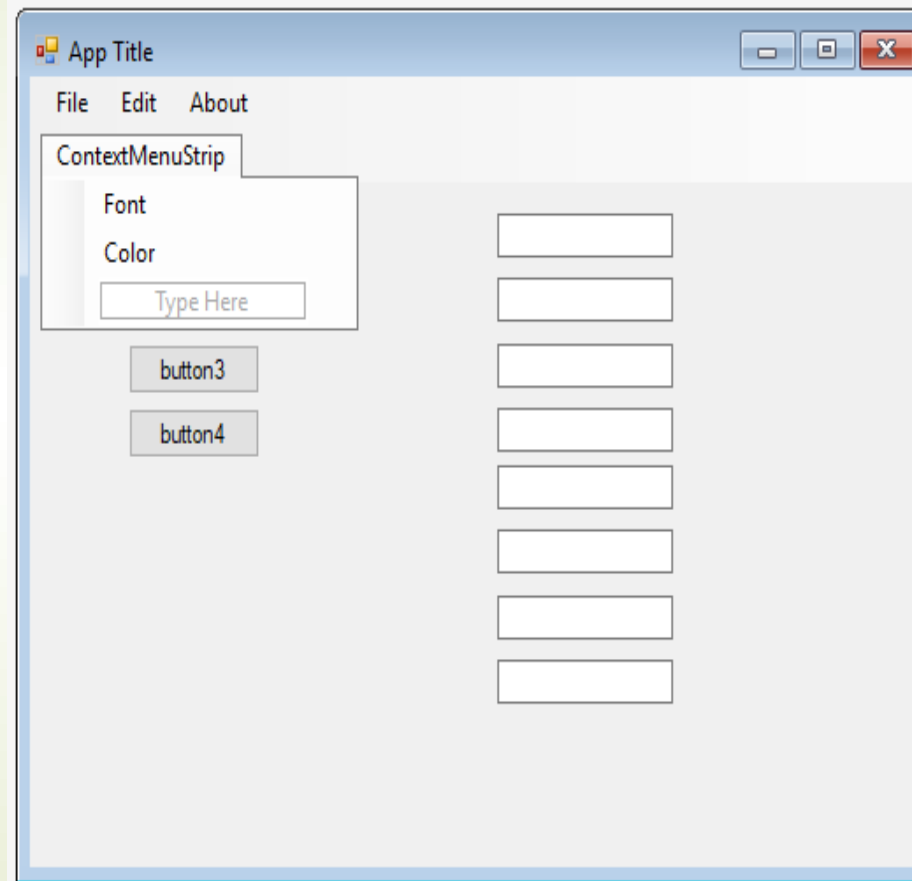 App Title
File Edit About
ContextMenuStrip
Font
Color
Type Here
button3
button4